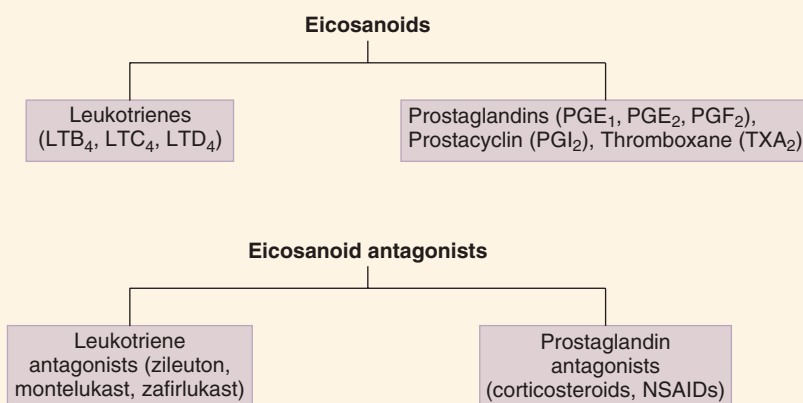 Eicosanoids
Leukotrienes
(LTB₄, LTC₄, LTD₄)
Prostaglandins (PGE₁, PGE₂, PGF₂),
Prostacyclin (PGI₂), Thromboxane (TXA₂)
Eicosanoid antagonists
Leukotriene
antagonists (zileuton,
montelukast, zafirlukast)
Prostaglandin
antagonists
(corticosteroids, NSAIDs)